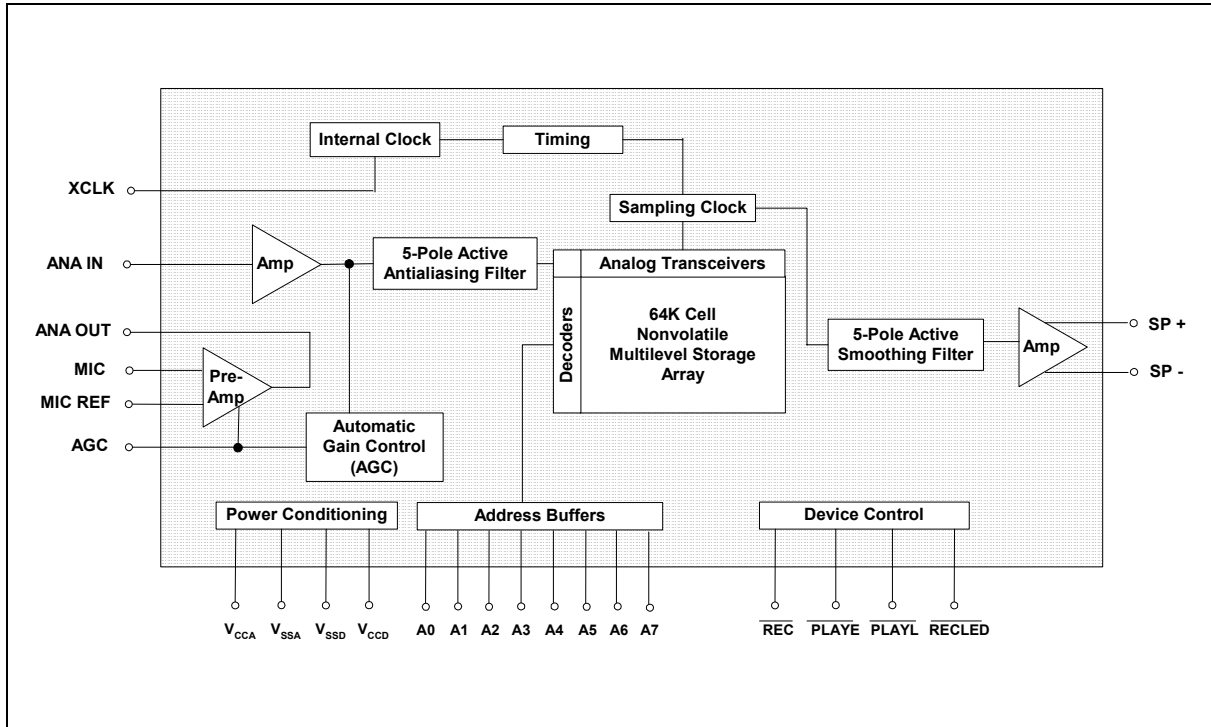 Internal Clock
Timing
XCLK
Sampling Clock
ANA IN
Amp
5-Pole Active
Antialiasing Filter
Analog Transceivers
Decoders
64K Cell
Nonvolatile
Multilevel Storage
Array
5-Pole Active
Smoothing Filter
Amp
SP +
SP -
ANA OUT
MIC
Pre-
Amp
MIC REF
AGC
Automatic
Gain Control
(AGC)
Power Conditioning
Address Buffers
Device Control
VCCA VSSA VSSD VCCD A0 A1 A2 A3 A4 A5 A6 A7 REC PLAYE PLAYL RECLED